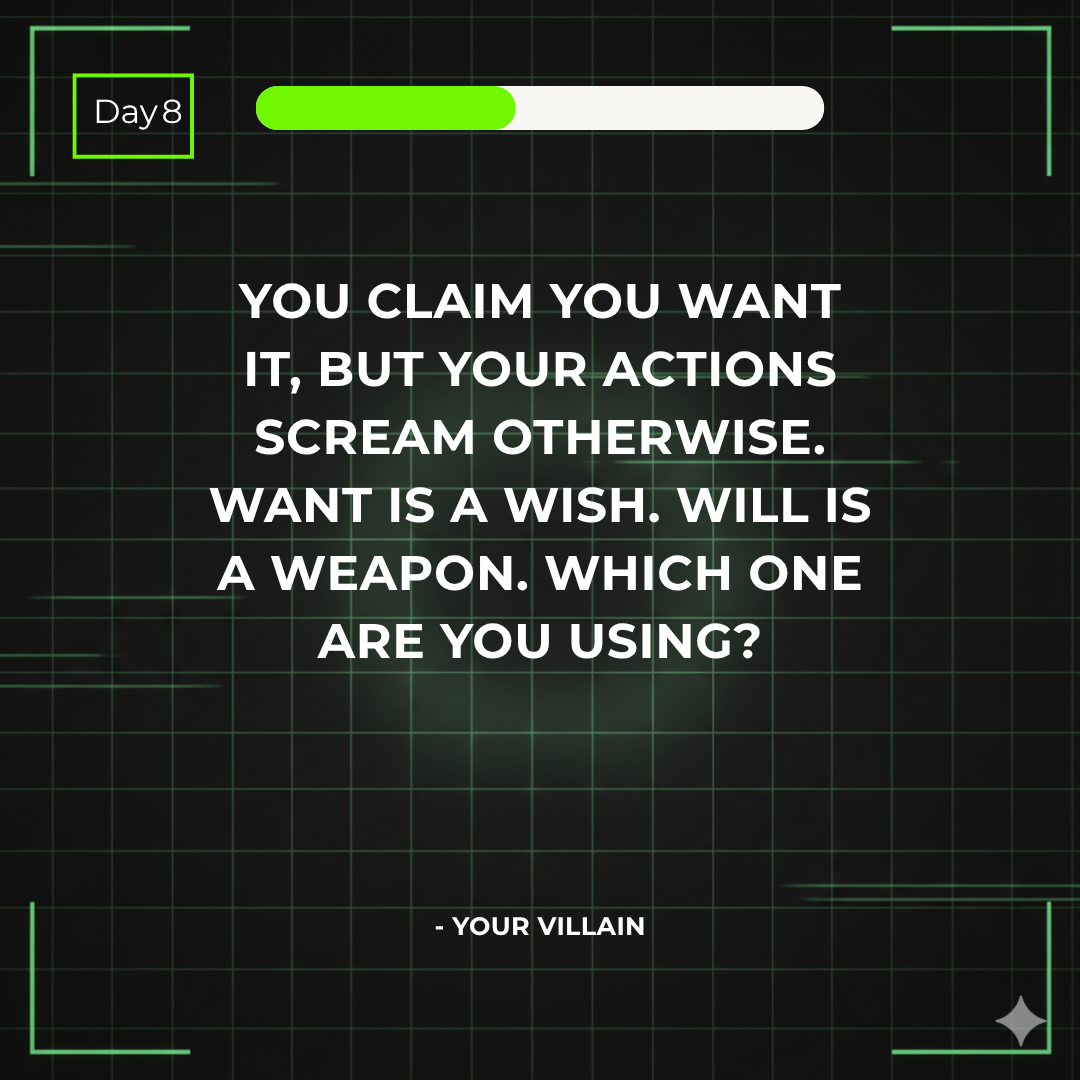 Day 8
YOU CLAIM YOU WANT
IT, BUT YOUR ACTIONS
SCREAM OTHERWISE.
WANT IS A WISH. WILL IS
A WEAPON. WHICH ONE
ARE YOU USING?
- YOUR VILLAIN